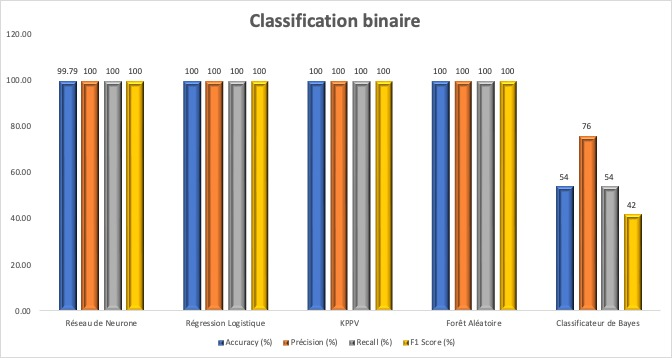 Classification binaire
120.00
100.00
80.00
60.00
40.00
20.00
0.00
99.79 100 100 100
100 100 100 100
100 100 100 100
100 100 100 100
54 76 54 42
Réseau de Neurone
Régression Logistique
KPPV
Forêt Aléatoire
Classificateur de Bayes
Accuracy (%) Précision (%) Recall (%) F1 Score (%)